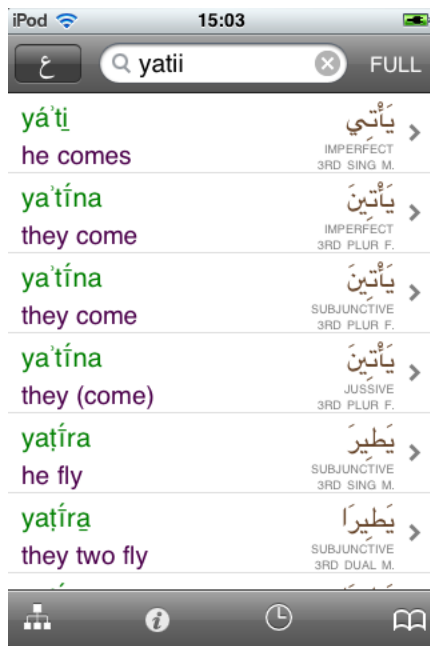 iPod 15:03
ع yatii FULL
yáʾti̱ يَأْتِي
he comes IMPERFECT
3RD SING M.
yaʾtī́na يَأْتِينَ
they come IMPERFECT
3RD PLUR F.
yaʾtī́na يَأْتِينَ
they come SUBJUNCTIVE
3RD PLUR F.
yaʾtī́na يَأْتِينَ
they (come) JUSSIVE
3RD PLUR F.
yaṭī́ra يَطِيرَ
he fly SUBJUNCTIVE
3RD SING M.
yaṭī́ra̱ يَطِيرَا
they two fly SUBJUNCTIVE
3RD DUAL M.